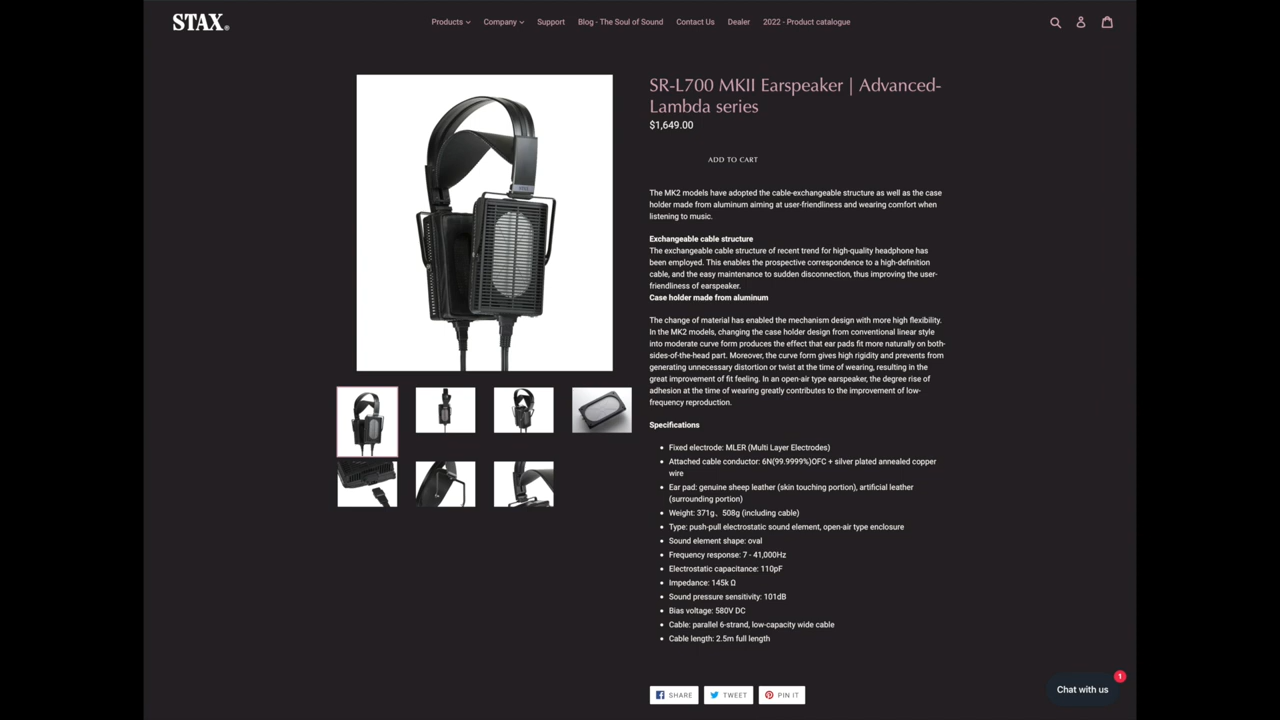 STAX®
Products Company Support Blog - The Soul of Sound Contact Us Dealer 2022 - Product catalogue
SR-L700 MKII Earspeaker | Advanced-
Lambda series
$1,649.00
ADD TO CART
The MK2 models have adopted the cable-exchangeable structure as well as the case
holder made from aluminum aiming at user-friendliness and wearing comfort when
listening to music.
Exchangeable cable structure
The exchangeable cable structure of recent trend for high-quality headphone has
been employed. This enables the prospective correspondence to a high-definition
cable, and the easy maintenance to sudden disconnection, thus improving the user-
friendliness of earspeaker.
Case holder made from aluminum
The change of material has enabled the mechanism design with more high flexibility.
In the MK2 models, changing the case holder design from conventional linear style
into moderate curve form produces the effect that ear pads fit more naturally on both-
sides-of-the-head part. Moreover, the curve form gives high rigidity and prevents from
generating unnecessary distortion or twist at the time of wearing, resulting in the
great improvement of fit feeling. In an open-air type earspeaker, the degree rise of
adhesion at the time of wearing greatly contributes to the improvement of low-
frequency reproduction.
Specifications
• Fixed electrode: MLER (Multi Layer Electrodes)
• Attached cable conductor: 6N(99.9999%)OFC + silver plated annealed copper
wire
• Ear pad: genuine sheep leather (skin touching portion), artificial leather
(surrounding portion)
• Weight: 371g、508g (including cable)
• Type: push-pull electrostatic sound element, open-air type enclosure
• Sound element shape: oval
• Frequency response: 7 - 41,000Hz
• Electrostatic capacitance: 110pF
• Impedance: 145k Ω
• Sound pressure sensitivity: 101dB
• Bias voltage: 580V DC
• Cable: parallel 6-strand, low-capacity wide cable
• Cable length: 2.5m full length
SHARE TWEET PIN IT
Chat with us
1